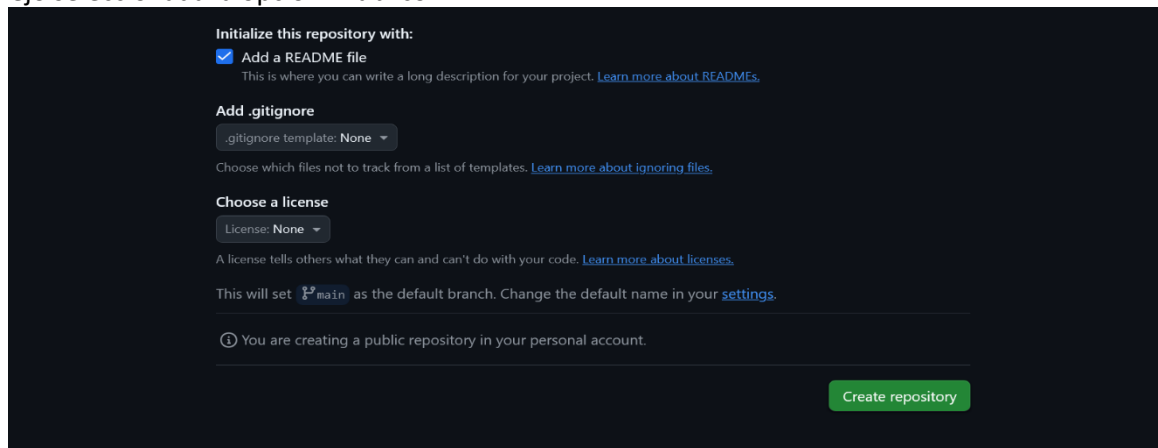 Initialize this repository with:
Add a README file
This is where you can write a long description for your project. Learn more about READMEs.
Add .gitignore
.gitignore template: None
Choose which files not to track from a list of templates. Learn more about ignoring files.
Choose a license
License: None
A license tells others what they can and can't do with your code. Learn more about licenses.
This will set main as the default branch. Change the default name in your settings.
You are creating a public repository in your personal account.
Create repository